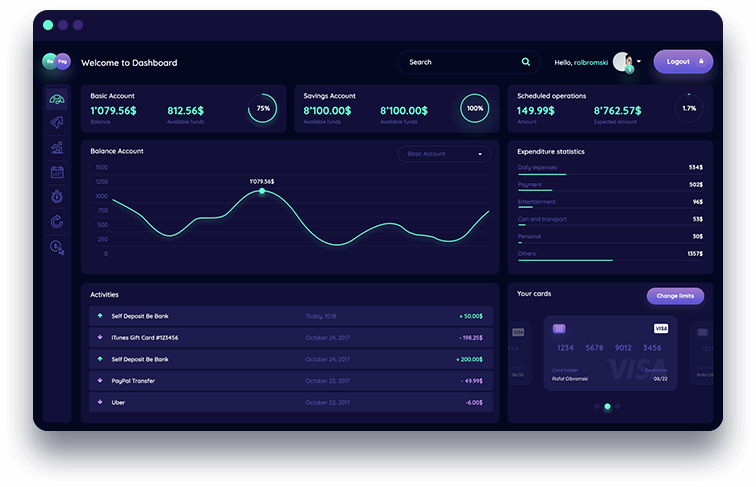 Be Pay
Welcome to Dashboard
Search
Hello, rolbromski
Logout
Basic Account
1'079.56$
812.56$
Balance
Available funds
75%
Savings Account
8'100.00$
8'100.00$
Available funds
Available funds
100%
Scheduled operations
149.99$
8'762.57$
Amount
Expected amount
1.7%
Balance Account
Basic Account
1500
1250
1000
750
500
250
0
1'079.56$
Expenditure statistics
Daily expenses 534$
Payment 502$
Entertainment 96$
Car and transport 53$
Personal 30$
Others 1357$
Activities
Self Deposit Be Bank Today, 10:18 + 50.00$
iTunes Gift Card #123456 October 24, 2017 - 198.25$
Self Deposit Be Bank October 24, 2017 + 200.00$
PayPal Transfer October 23, 2017 - 49.99$
Uber October 22, 2017 -6.00$
Your cards
Change limits
VISA
08/22
VISA
1234 5678 9012 3456
VISA
Card holder
Rafal Olbromski
08/22